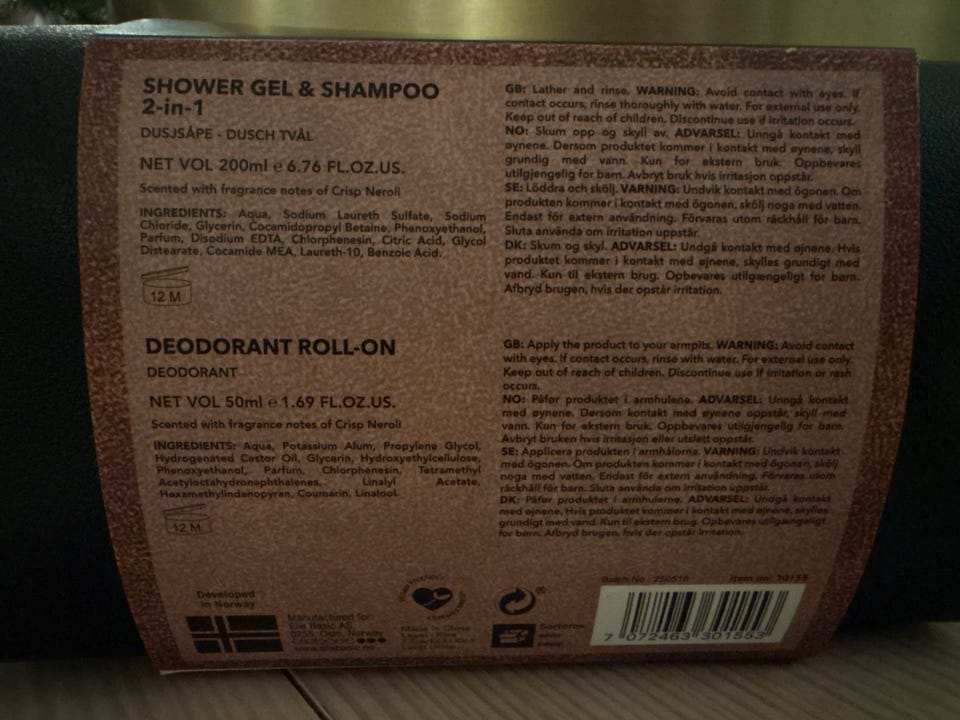 SHOWER GEL & SHAMPOO
2-in-1
DUSJSÅPE - DUSCH TVÅL
NET VOL 200ml ℮ 6.76 FL.OZ.US.
Scented with fragrance notes of Crisp Neroli
INGREDIENTS: Aqua, Sodium Laureth Sulfate, Sodium
Chloride, Glycerin, Cocamidopropyl Betaine, Phenoxyethanol,
Parfum, Disodium EDTA, Chlorphenesin, Citric Acid, Glycol
Distearate, Cocamide MEA, Laureth-10, Benzoic Acid.
12 M
GB: Lather and rinse. WARNING: Avoid contact with eyes. If
contact occurs, rinse thoroughly with water. For external use only.
Keep out of reach of children. Discontinue use if irritation occurs.
NO: Skum opp og skyll av. ADVARSEL: Unngå kontakt med
øynene. Dersom produktet kommer i kontakt med øynene, skyll
grundig med vann. Kun for ekstern bruk. Oppbevares
utilgjengelig for barn. Avbryt bruk hvis irritasjon oppstår.
SE: Löddra och skölj. VARNING: Undvik kontakt med ögonen. Om
produkten kommer i kontakt med ögonen, skölj noga med vatten.
Endast för extern användning. Förvaras utom räckhåll för barn.
Sluta använda om irritation uppstår.
DK: Skum og skyl. ADVARSEL: Undgå kontakt med øjnene. Hvis
produktet kommer i kontakt med øjnene, skylles grundigt med
vand. Kun til ekstern brug. Opbevares utilgængeligt for børn.
Afbryd brugen, hvis der opstår irritation.
DEODORANT ROLL-ON
DEODORANT
NET VOL 50ml ℮ 1.69 FL.OZ.US.
Scented with fragrance notes of Crisp Neroli
INGREDIENTS: Aqua, Potassium Alum, Propylene Glycol,
Hydrogenated Castor Oil, Glycerin, Hydroxyethylcellulose,
Phenoxyethanol, Parfum, Chlorphenesin, Tetramethyl
Acetyloctahydronaphthalenes, Linalyl Acetate,
Hexamethylindanopyran, Coumarin, Linalool.
12 M
GB: Apply the product to your armpits. WARNING: Avoid contact
with eyes. If contact occurs, rinse with water. For external use only.
Keep out of reach of children. Discontinue use if irritation or rash
occurs.
NO: Påfør produktet i armhulene. ADVARSEL: Unngå kontakt
med øynene. Dersom kontakt med øynene oppstår, skyll med
vann. Kun for ekstern bruk. Oppbevares utilgjengelig for barn.
Avbryt bruken hvis irritasjon eller utslett oppstår.
SE: Applicera produkten i armhålorna. VARNING: Undvik kontakt
med ögonen. Om produkten kommer i kontakt med ögonen, skölj
noga med vatten. Endast för extern användning. Förvaras utom
räckhåll för barn. Sluta använda om irritation uppstår.
DK: Påfør produktet i armhulerne. ADVARSEL: Undgå kontakt
med øjnene. Hvis produktet kommer i kontakt med øjnene, skylles
grundigt med vand. Kun til ekstern brug. Opbevares utilgængeligt
for børn. Afbryd brugen, hvis der opstår irritation.
Developed
in Norway
Manufactured for:
Elle Basic AS
0255, Oslo, Norway
www.ellebasic.no
Made in China
Sorteres
som
papp
Batch No : 250510 Item no: 30155
7 072463 301553